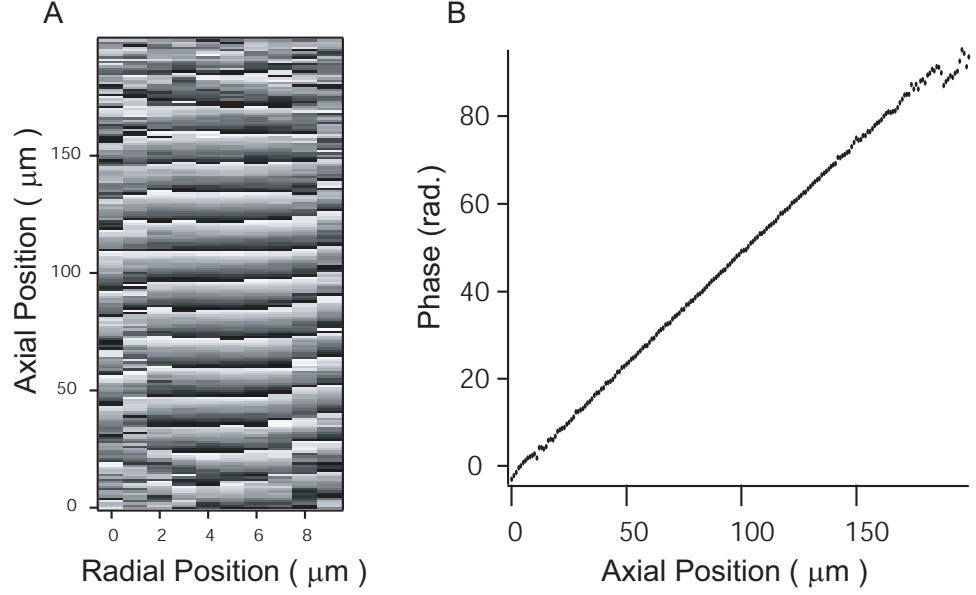 A
Axial Position ( μm )
150
100
50
0
0 2 4 6 8
Radial Position ( μm )
B
Phase (rad.)
80
60
40
20
0
0 50 100 150
Axial Position ( μm )